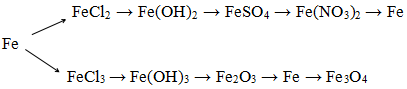 FeCl2 → Fe(OH)2 → FeSO4 → Fe(NO3)2 → Fe
Fe
FeCl3 → Fe(OH)3 → Fe2O3 → Fe → Fe3O4